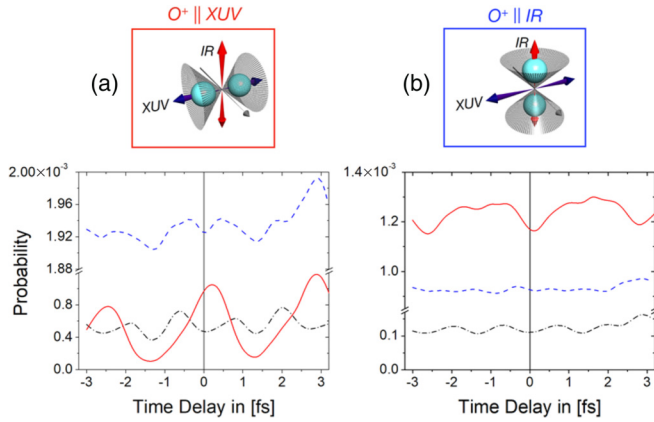 O⁺ || XUV
O⁺ || IR
(a)
IR
XUV
(b)
IR
XUV
2.00×10⁻³
1.96
1.92
1.88
0.8
0.4
0.0
Probability
-3 -2 -1 0 1 2 3
Time Delay in [fs]
1.4×10⁻³
1.2
1.0
0.8
0.1
0.0
-3 -2 -1 0 1 2 3
Time Delay in [fs]